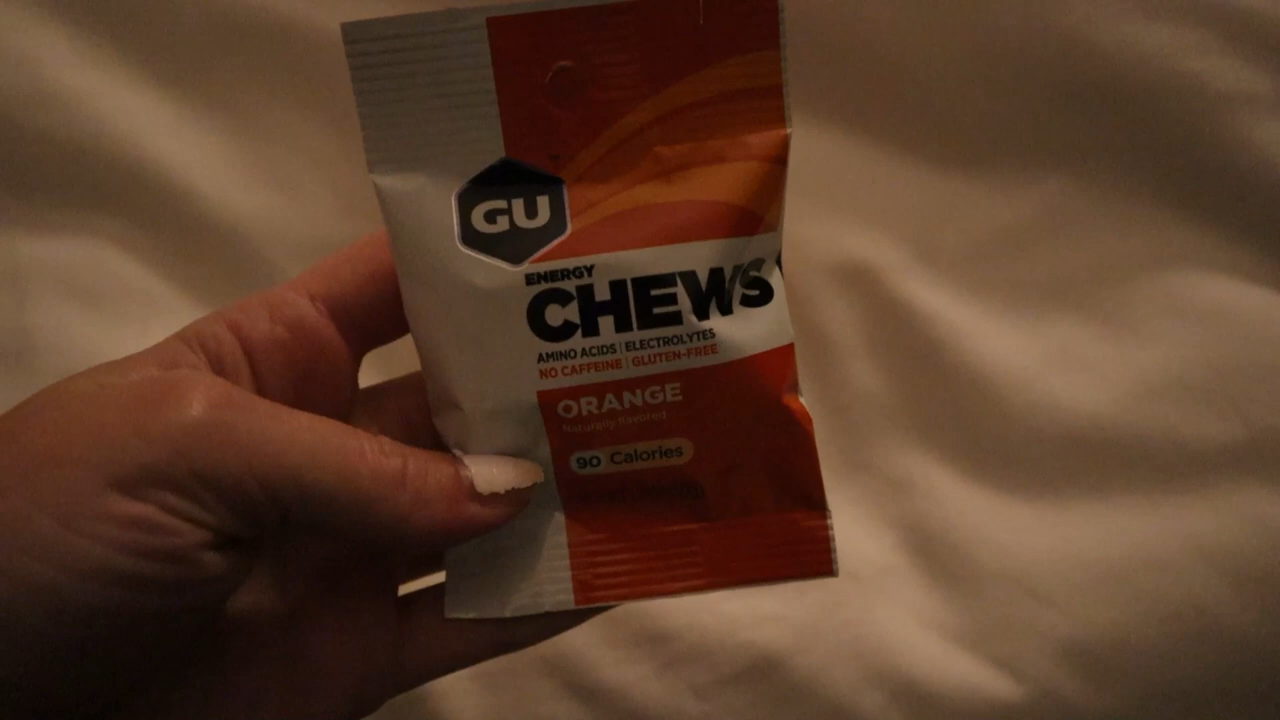 GU
ENERGY
CHEWS
AMINO ACIDS | ELECTROLYTES
NO CAFFEINE | GLUTEN-FREE
ORANGE
Naturally flavored
90 Calories